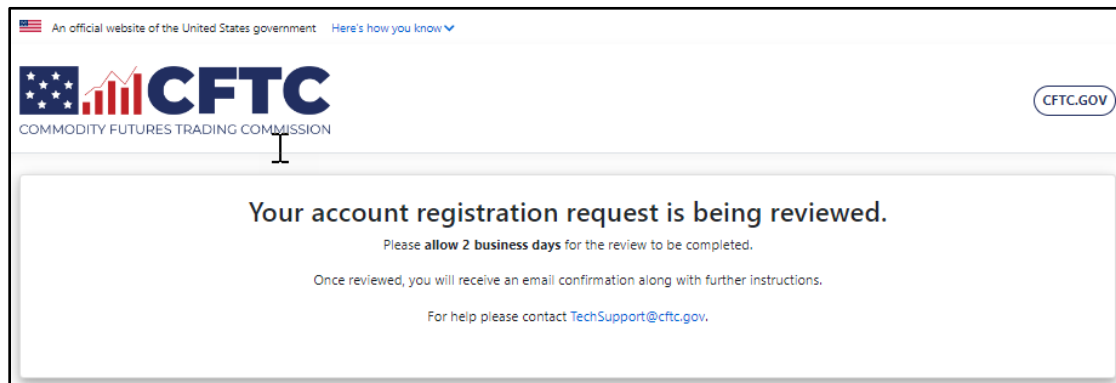 An official website of the United States government Here's how you know
CFTC
COMMODITY FUTURES TRADING COMMISSION
CFTC.GOV
Your account registration request is being reviewed.
Please allow 2 business days for the review to be completed.
Once reviewed, you will receive an email confirmation along with further instructions.
For help please contact TechSupport@cftc.gov.